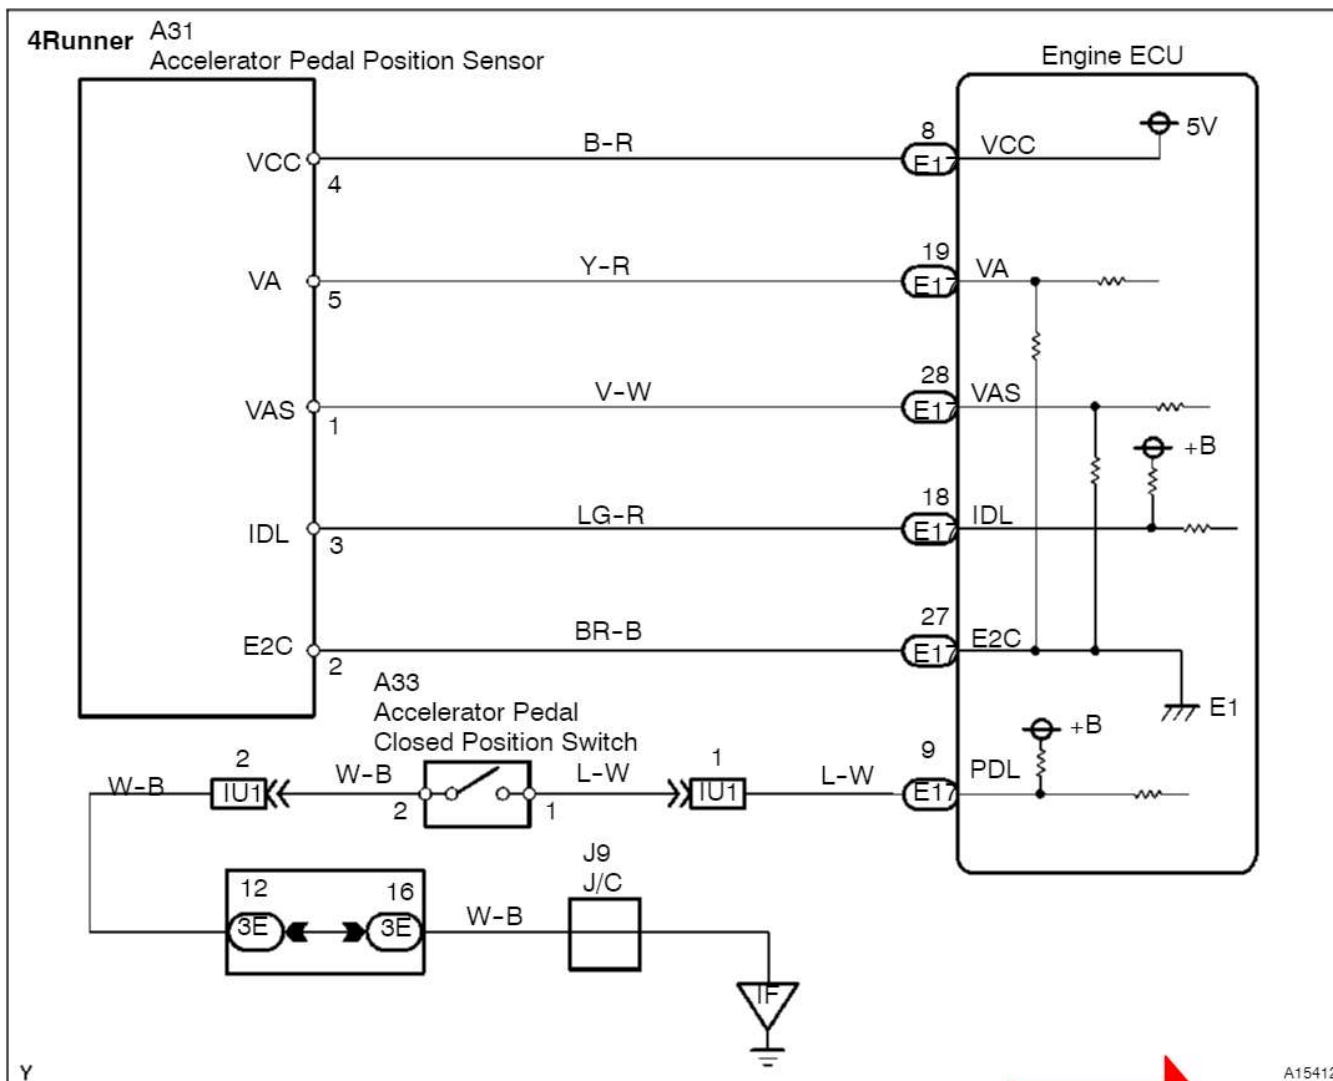 4Runner A31
Accelerator Pedal Position Sensor
Engine ECU
VCC
4
B-R
8
E17
VCC
5V
VA
5
Y-R
19
E17
VA
VAS
1
V-W
28
E17
VAS
+B
IDL
3
LG-R
18
E17
IDL
E2C
2
BR-B
27
E17
E2C
E1
A33
Accelerator Pedal
Closed Position Switch
W-B
2
IU1
W-B
2
1
L-W
1
IU1
L-W
9
E17
PDL
+B
12
3E
16
3E
W-B
J9
J/C
IF
Y
A15412